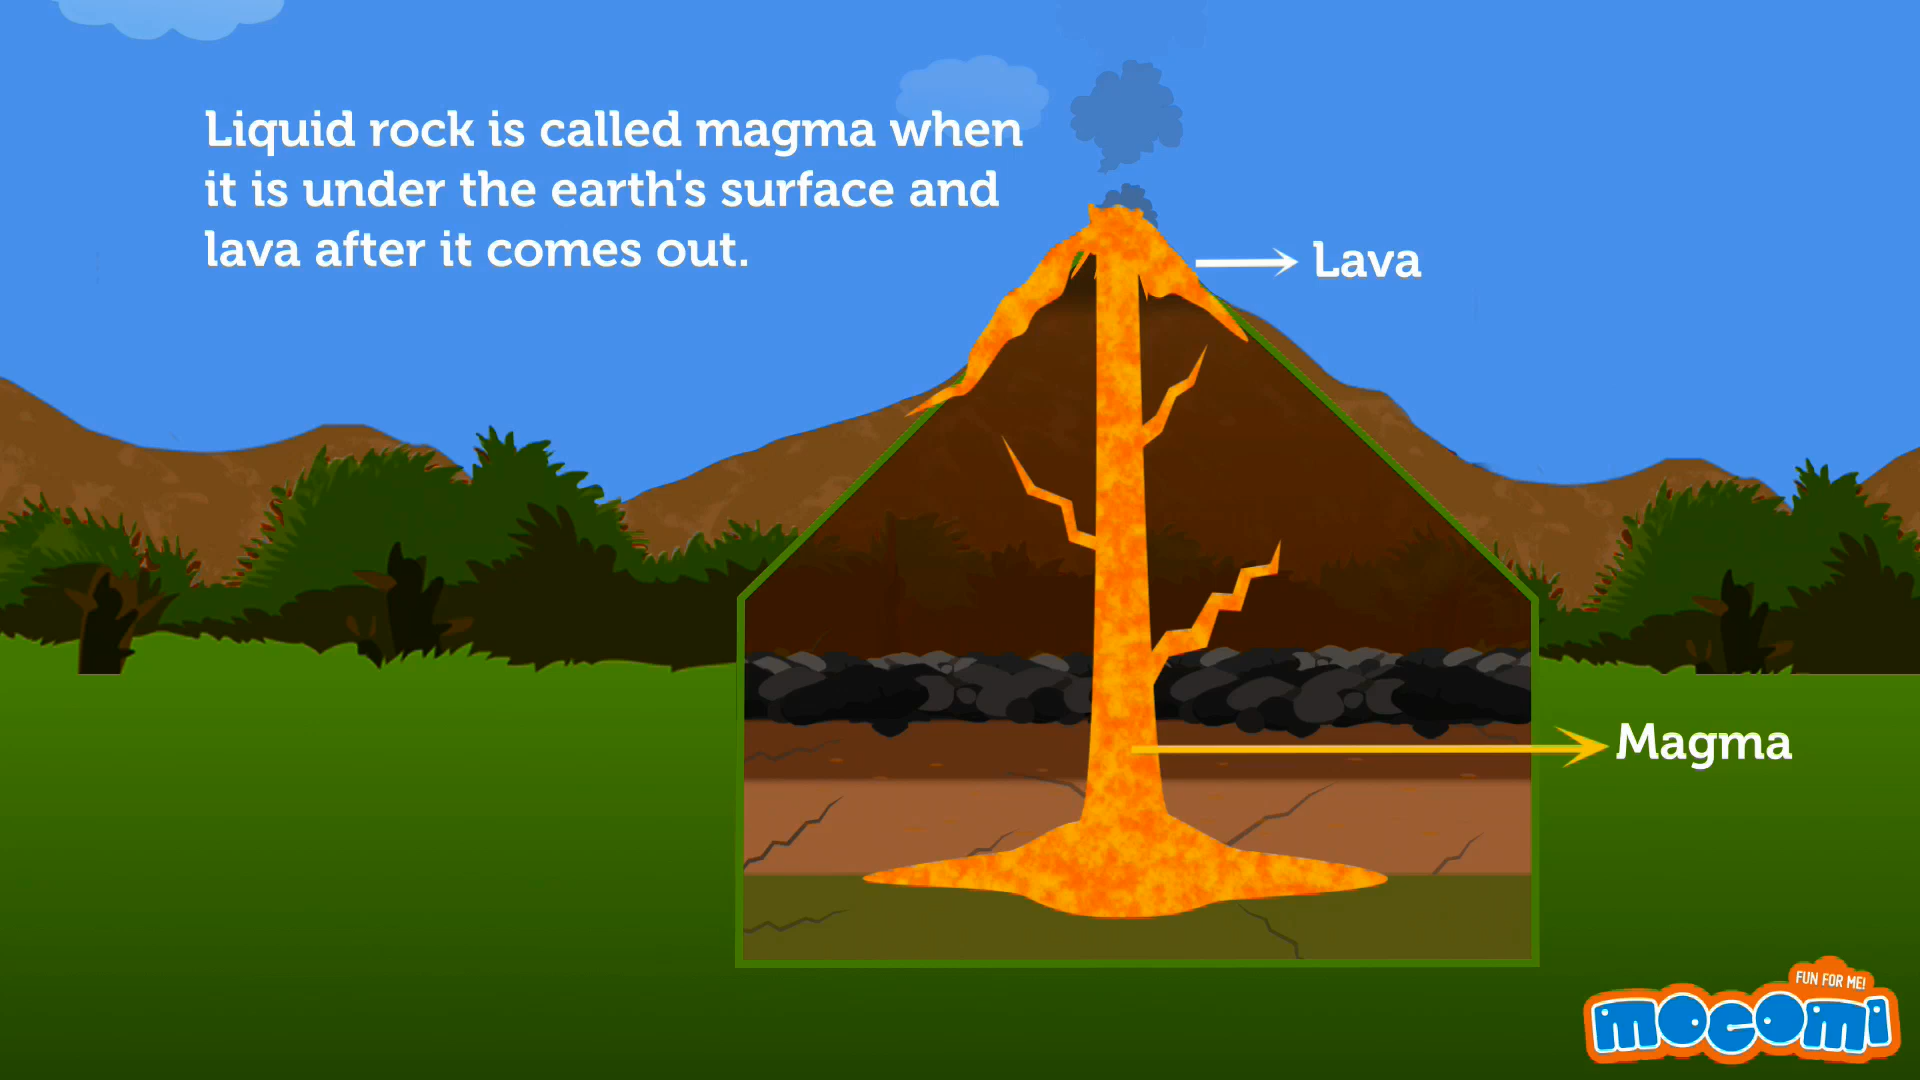 Liquid rock is called magma when
it is under the earth's surface and
lava after it comes out.
Lava
Magma
FUN FOR ME!
mocomi